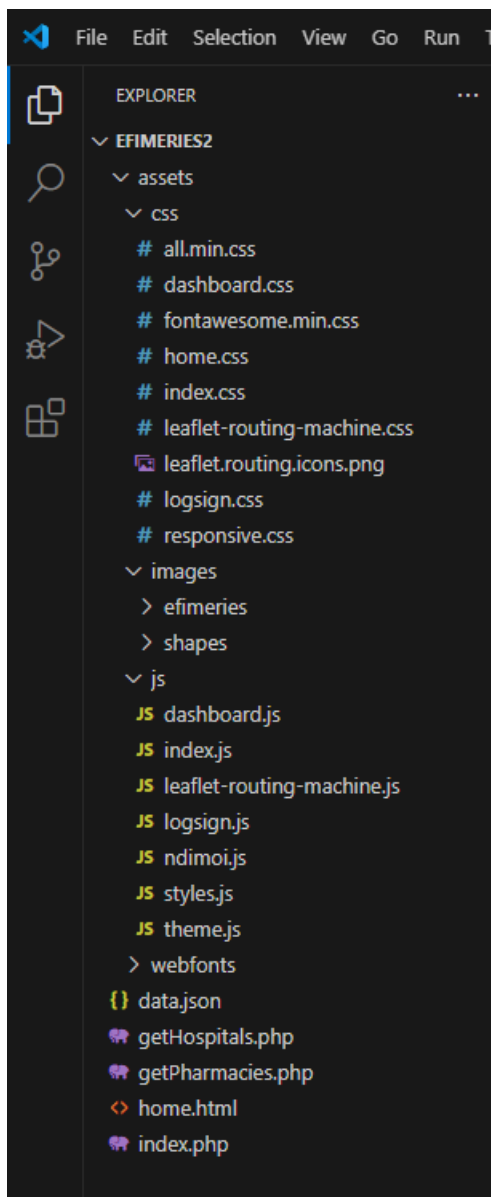 File Edit Selection View Go Run
EXPLORER ...
EFIMERIES2
assets
css
# all.min.css
# dashboard.css
# fontawesome.min.css
# home.css
# index.css
# leaflet-routing-machine.css
leaflet.routing.icons.png
# logsign.css
# responsive.css
images
efimeries
shapes
js
JS dashboard.js
JS index.js
JS leaflet-routing-machine.js
JS logsign.js
JS ndimoi.js
JS styles.js
JS theme.js
webfonts
{} data.json
getHospitals.php
getPharmacies.php
<> home.html
index.php